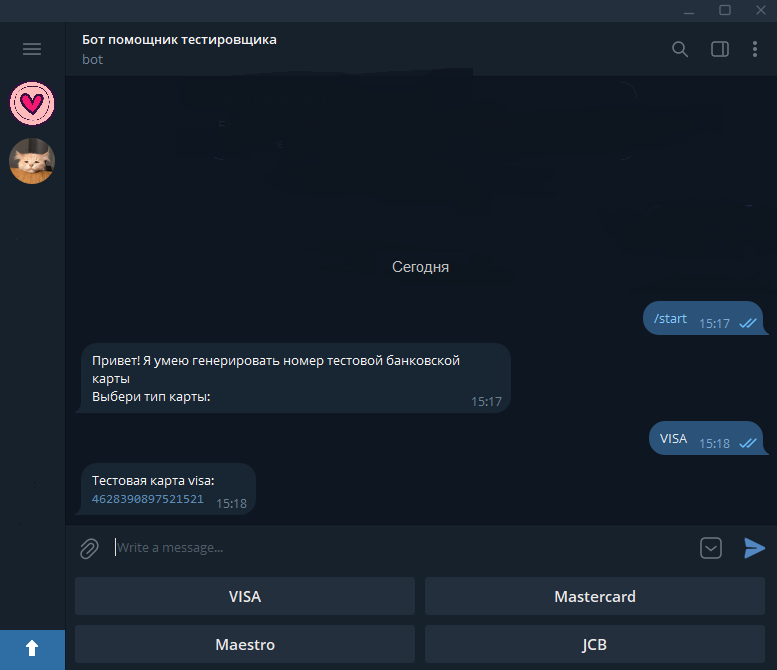 Бот помощник тестировщика
bot
Сегодня
/start 15:17
Привет! Я умею генерировать номер тестовой банковской
карты
Выбери тип карты:
15:17
VISA 15:18
Тестовая карта visa:
4628390897521521 15:18
Write a message...
VISA
Mastercard
Maestro
JCB